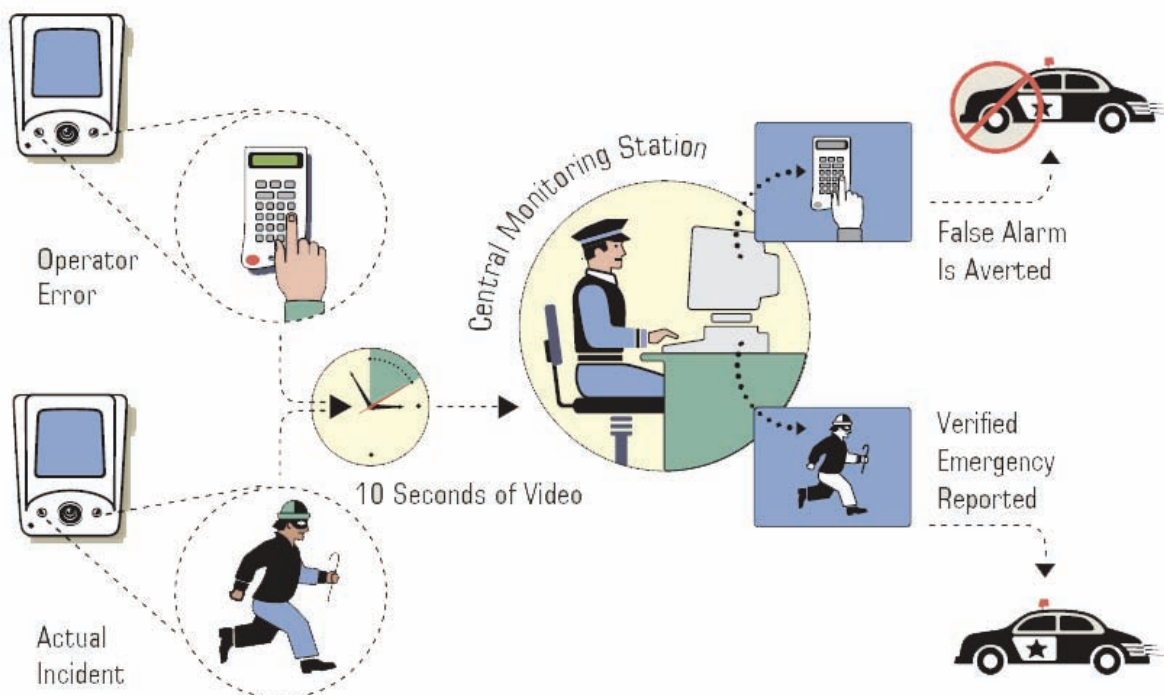 Operator
Error
Actual
Incident
10 Seconds of Video
Central Monitoring Station
False Alarm
Is Averted
Verified
Emergency
Reported